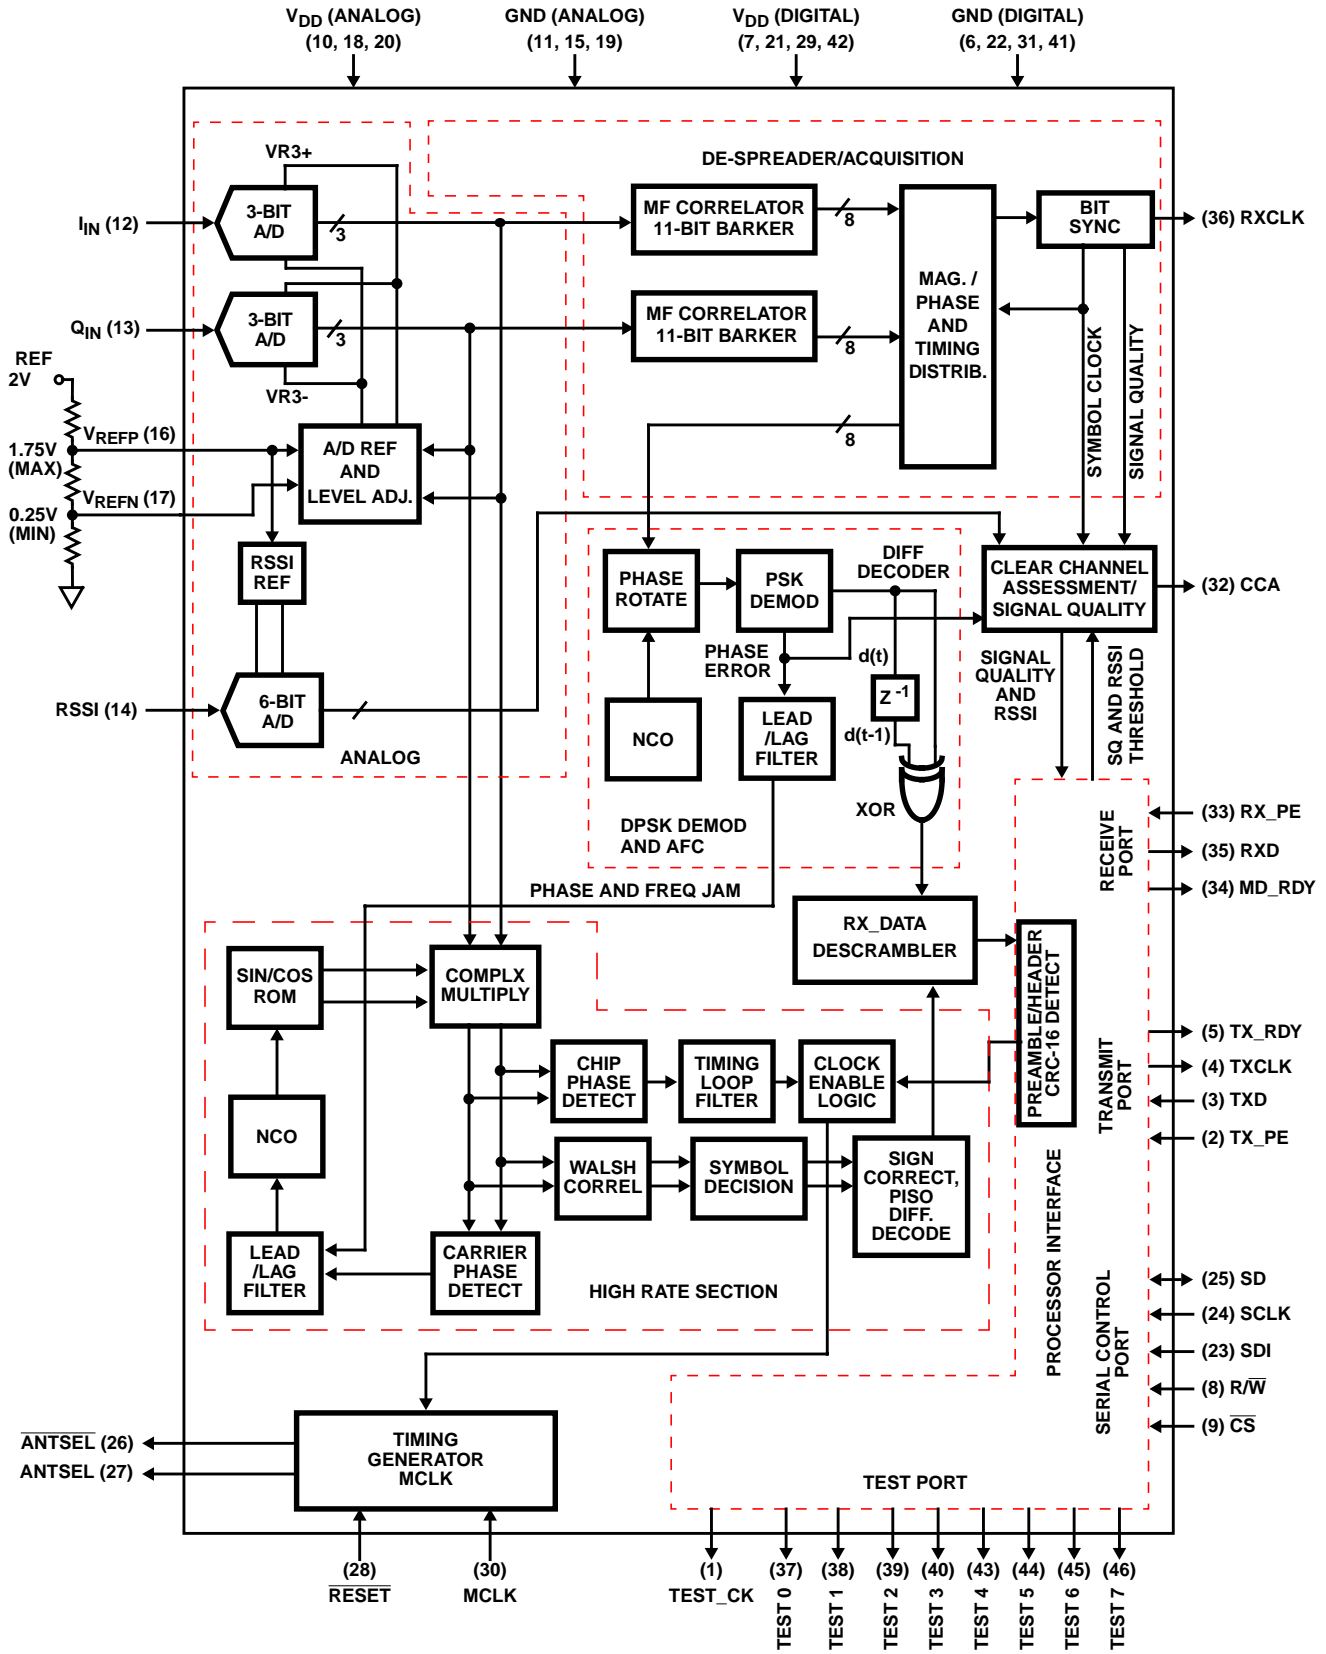 VDD (ANALOG)
(10, 18, 20)
GND (ANALOG)
(11, 15, 19)
VDD (DIGITAL)
(7, 21, 29, 42)
GND (DIGITAL)
(6, 22, 31, 41)
DE-SPREADER/ACQUISITION
VR3+
IIN (12)
3-BIT
A/D
3
MF CORRELATOR
11-BIT BARKER
8
BIT
SYNC
(36) RXCLK
QIN (13)
3-BIT
A/D
3
MF CORRELATOR
11-BIT BARKER
8
MAG. /
PHASE
AND
TIMING
DISTRIB.
SYMBOL CLOCK
SIGNAL QUALITY
VR3-
REF
2V
VREFP (16)
1.75V
(MAX)
VREFN (17)
0.25V
(MIN)
A/D REF
AND
LEVEL ADJ.
8
RSSI
REF
PHASE
ROTATE
PSK
DEMOD
DIFF
DECODER
CLEAR CHANNEL
ASSESSMENT/
SIGNAL QUALITY
(32) CCA
PHASE
ERROR
d(t)
SIGNAL
QUALITY
AND
RSSI
SQ AND RSSI
THRESHOLD
RSSI (14)
6-BIT
A/D
ANALOG
NCO
LEAD
/LAG
FILTER
Z -1
d(t-1)
XOR
DPSK DEMOD
AND AFC
RECEIVE
PORT
(33) RX_PE
(35) RXD
(34) MD_RDY
PHASE AND FREQ JAM
RX_DATA
DESCRAMBLER
PREAMBLE/HEADER
CRC-16 DETECT
SIN/COS
ROM
COMPLX
MULTIPLY
TRANSMIT
PORT
(5) TX_RDY
(4) TXCLK
(3) TXD
(2) TX_PE
CHIP
PHASE
DETECT
TIMING
LOOP
FILTER
CLOCK
ENABLE
LOGIC
NCO
WALSH
CORREL
SYMBOL
DECISION
SIGN
CORRECT,
PISO
DIFF.
DECODE
PROCESSOR INTERFACE
LEAD
/LAG
FILTER
CARRIER
PHASE
DETECT
HIGH RATE SECTION
SERIAL CONTROL
PORT
(25) SD
(24) SCLK
(23) SDI
(8) R/W̅
(9) C̅S̅
A̅N̅T̅S̅E̅L̅ (26)
ANTSEL (27)
TIMING
GENERATOR
MCLK
TEST PORT
(28)
R̅E̅S̅E̅T̅
(30)
MCLK
(1)
TEST_CK
(37)
TEST 0
(38)
TEST 1
(39)
TEST 2
(40)
TEST 3
(43)
TEST 4
(44)
TEST 5
(45)
TEST 6
(46)
TEST 7